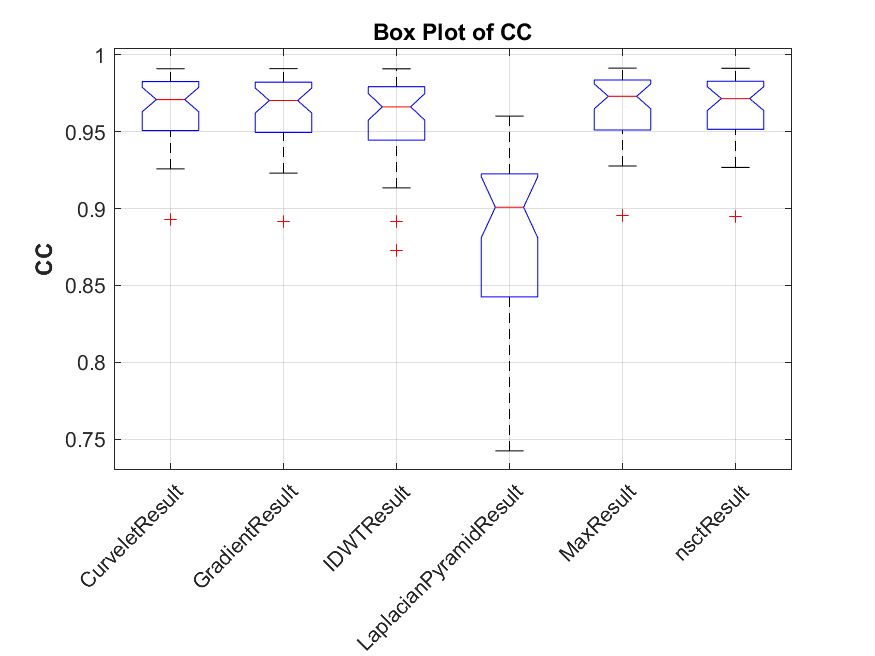 Box Plot of CC
1
0.95
0.9
0.85
0.8
0.75
CC
CurveletResult
GradientResult
IDWTResult
LaplacianPyramidResult
MaxResult
nsctResult